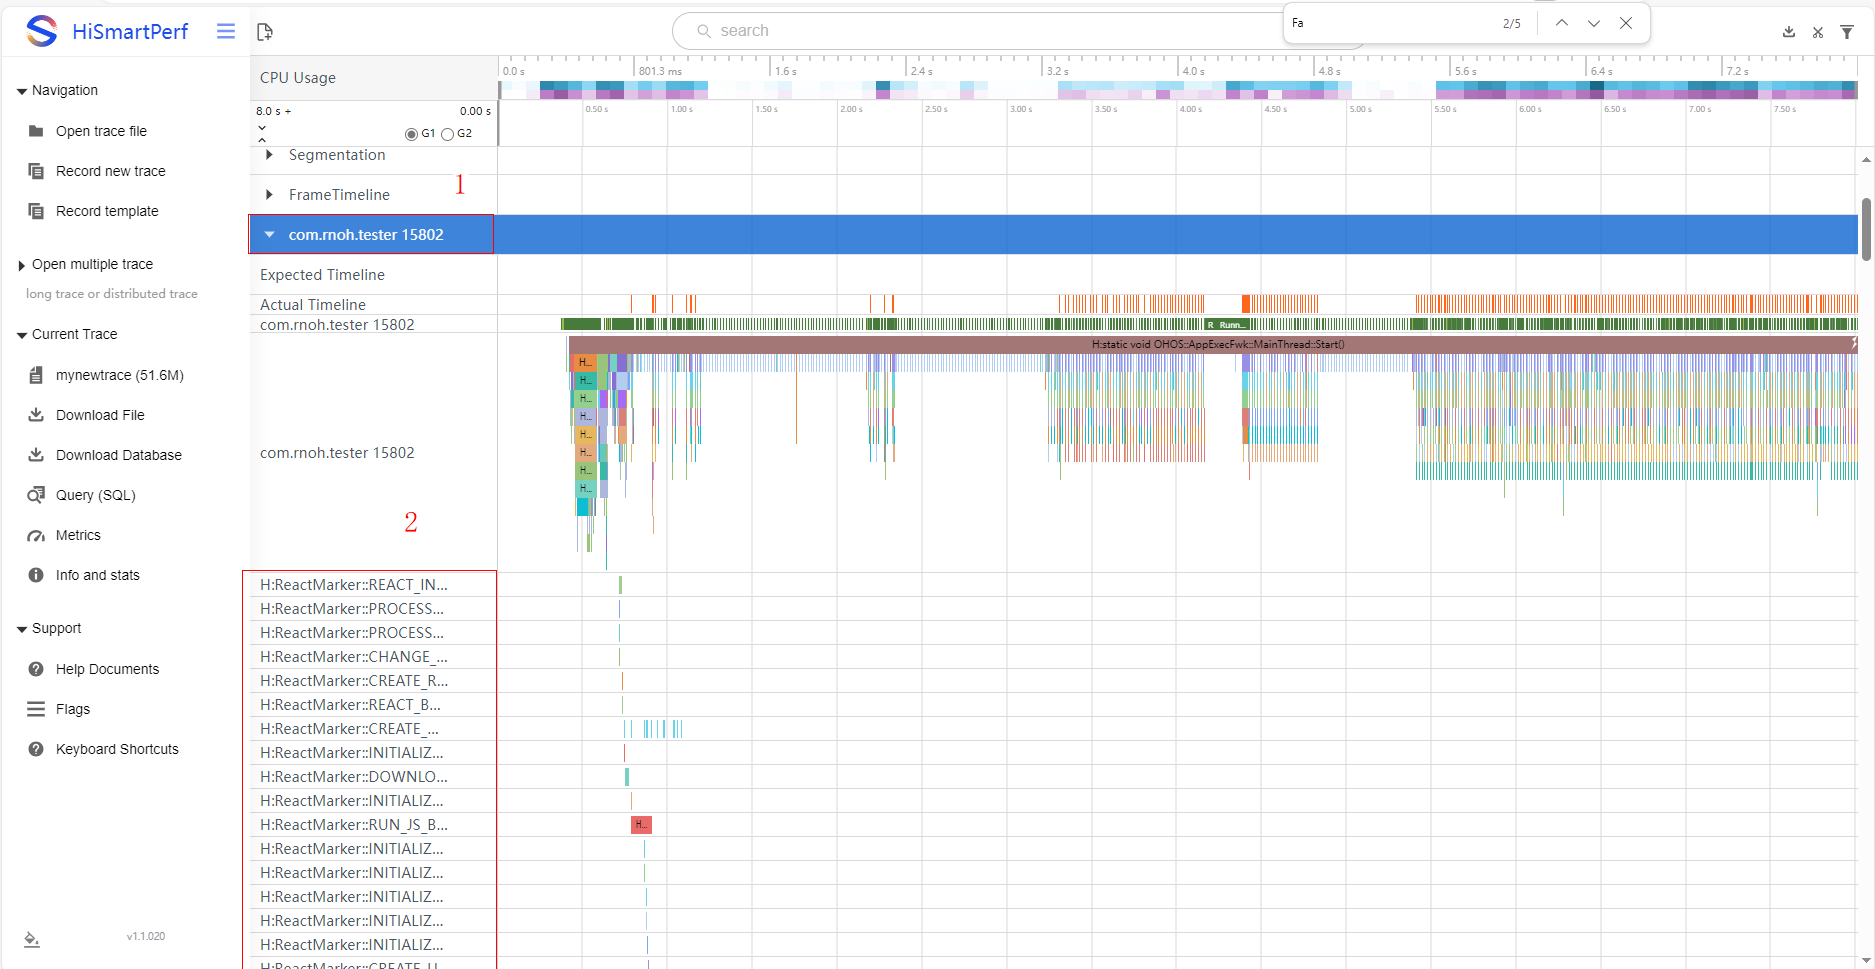 HiSmartPerf
search
Fa
2/5
Navigation
Open trace file
Record new trace
Record template
Open multiple trace
long trace or distributed trace
Current Trace
mynewtrace (51.6M)
Download File
Download Database
Query (SQL)
Metrics
Info and stats
Support
Help Documents
Flags
Keyboard Shortcuts
v1.1.020
CPU Usage
0.0 s 801.3 ms 1.6 s 2.4 s 3.2 s 4.0 s 4.8 s 5.6 s 6.4 s 7.2 s
8.0 s + 0.00 s
0.50 s 1.00 s 1.50 s 2.00 s 2.50 s 3.00 s 3.50 s 4.00 s 4.50 s 5.00 s 5.50 s 6.00 s 6.50 s 7.00 s 7.50 s
G1 G2
Segmentation
1
FrameTimeline
com.rnoh.tester 15802
Expected Timeline
Actual Timeline
com.rnoh.tester 15802
R Runn...
H:static void OHOS::AppExecFwk::MainThread::Start()
H...
H...
H...
H...
H...
H...
H...
H...
com.rnoh.tester 15802
2
H:ReactMarker::REACT_IN...
H:ReactMarker::PROCESS...
H:ReactMarker::PROCESS...
H:ReactMarker::CHANGE_...
H:ReactMarker::CREATE_R...
H:ReactMarker::REACT_B...
H:ReactMarker::CREATE_...
H:ReactMarker::INITIALIZ...
H:ReactMarker::DOWNLO...
H:ReactMarker::INITIALIZ...
H:ReactMarker::RUN_JS_B...
H...
H:ReactMarker::INITIALIZ...
H:ReactMarker::INITIALIZ...
H:ReactMarker::INITIALIZ...
H:ReactMarker::INITIALIZ...
H:ReactMarker::INITIALIZ...
H:ReactMarker::CREATE_U...